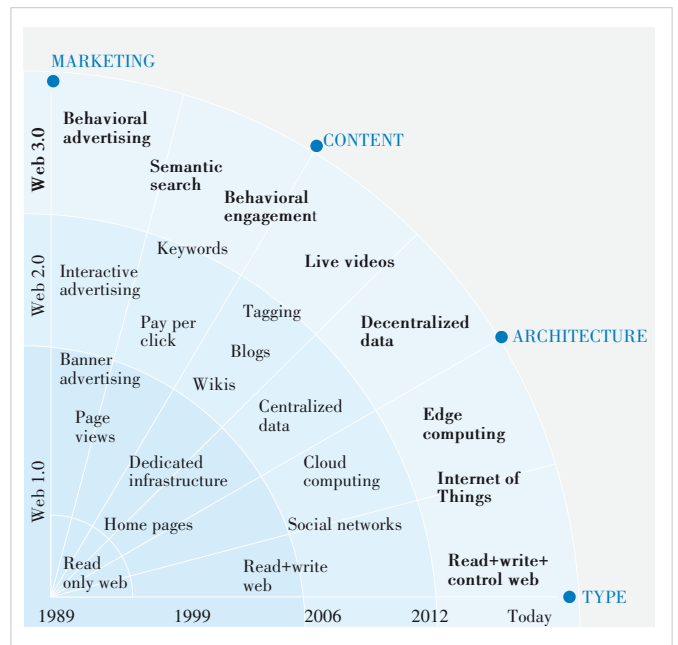 MARKETING
Behavioral
advertising
CONTENT
Web 3.0
Semantic
search
Behavioral
engagement
Keywords
Live videos
Web 2.0
Interactive
advertising
Tagging
Pay per
click
Decentralized
data
ARCHITECTURE
Blogs
Banner
advertising
Wikis
Centralized
data
Page
views
Edge
computing
Web 1.0
Dedicated
infrastructure
Cloud
computing
Internet of
Things
Home pages
Social networks
Read
only web
Read+write
web
Read+write+
control web
TYPE
1989
1999
2006
2012
Today